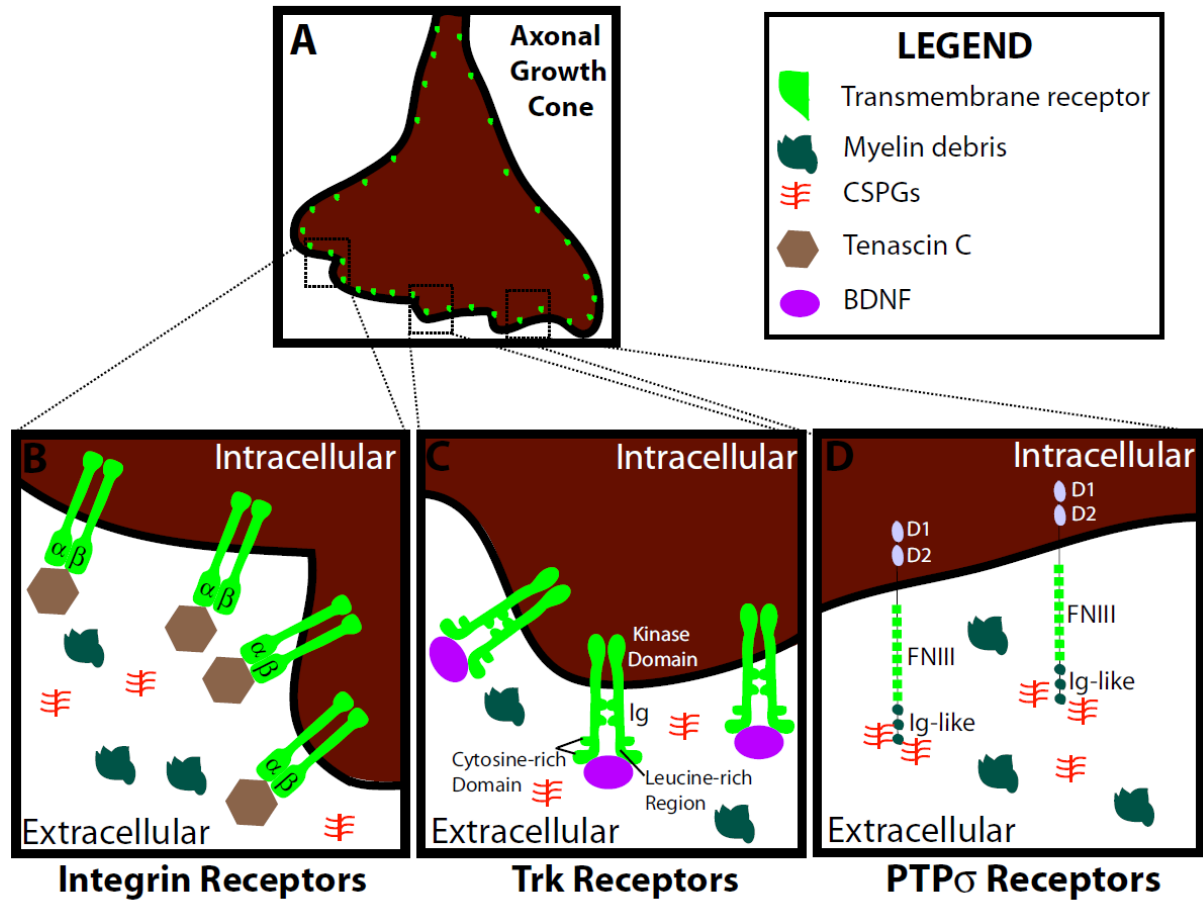 A
Axonal
Growth
Cone
LEGEND
Transmembrane receptor
Myelin debris
CSPGs
Tenascin C
BDNF
B
Intracellular
α β
α β
α β
α β
Extracellular
Integrin Receptors
C
Intracellular
Kinase
Domain
Ig
Cytosine-rich
Domain
Leucine-rich
Region
Extracellular
Trk Receptors
D
Intracellular
D1
D2
D1
D2
FNIII
FNIII
Ig-like
Ig-like
Extracellular
PTPσ Receptors